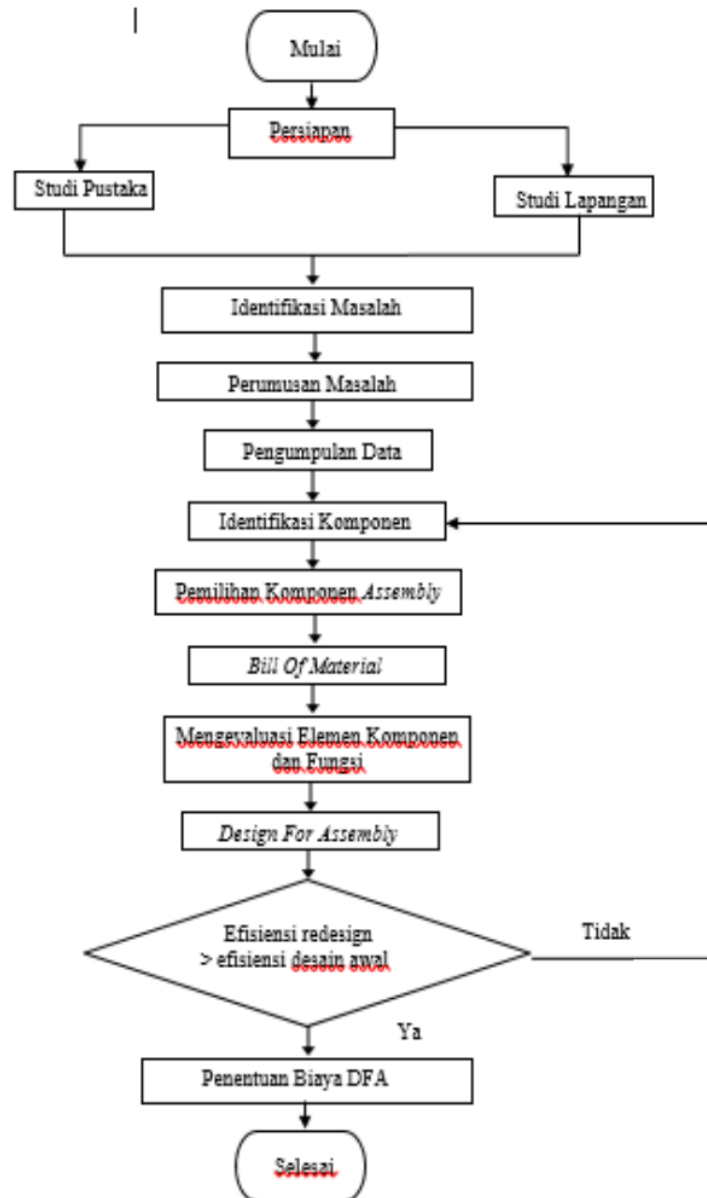 Mulai
Persiapan
Studi Pustaka
Studi Lapangan
Identifikasi Masalah
Perumusan Masalah
Pengumpulan Data
Identifikasi Komponen
Pemilihan Komponen Assembly
Bill Of Material
Mengevaluasi Elemen Komponen
dan Fungsi
Design For Assembly
Efisiensi redesign
> efisiensi desain awal
Tidak
Ya
Penentuan Biaya DFA
Selesai